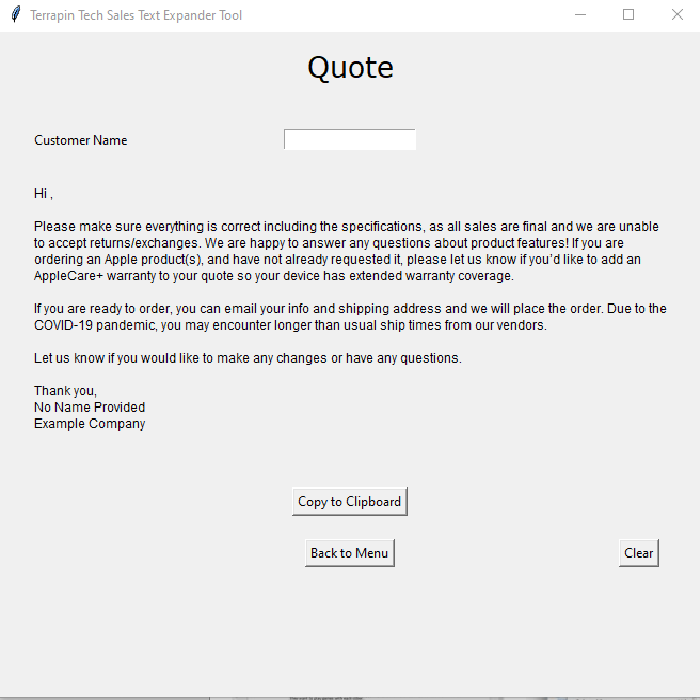 Terrapin Tech Sales Text Expander Tool
Quote
Customer Name
Hi ,
Please make sure everything is correct including the specifications, as all sales are final and we are unable
to accept returns/exchanges. We are happy to answer any questions about product features! If you are
ordering an Apple product(s), and have not already requested it, please let us know if you'd like to add an
AppleCare+ warranty to your quote so your device has extended warranty coverage.
If you are ready to order, you can email your info and shipping address and we will place the order. Due to the
COVID-19 pandemic, you may encounter longer than usual ship times from our vendors.
Let us know if you would like to make any changes or have any questions.
Thank you,
No Name Provided
Example Company
Copy to Clipboard
Back to Menu
Clear